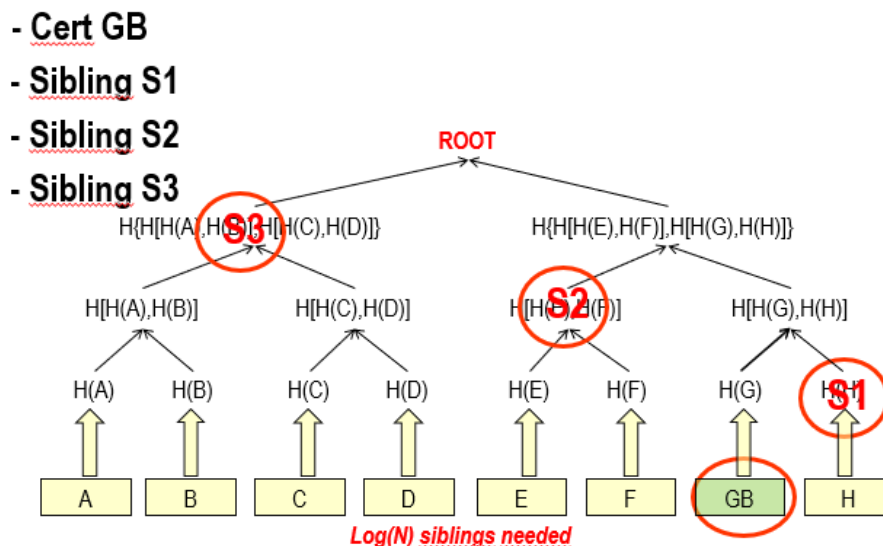 - Cert GB
- Sibling S1
- Sibling S2
- Sibling S3
ROOT
H{H[H(A),H(B)],H[H(C),H(D)]}
S3
H{H[H(E),H(F)],H[H(G),H(H)]}
H[H(A),H(B)]
H[H(C),H(D)]
H[H(E),H(F)]
S2
H[H(G),H(H)]
H(A)
H(B)
H(C)
H(D)
H(E)
H(F)
H(G)
H(H)
S1
A
B
C
D
E
F
GB
H
Log(N) siblings needed